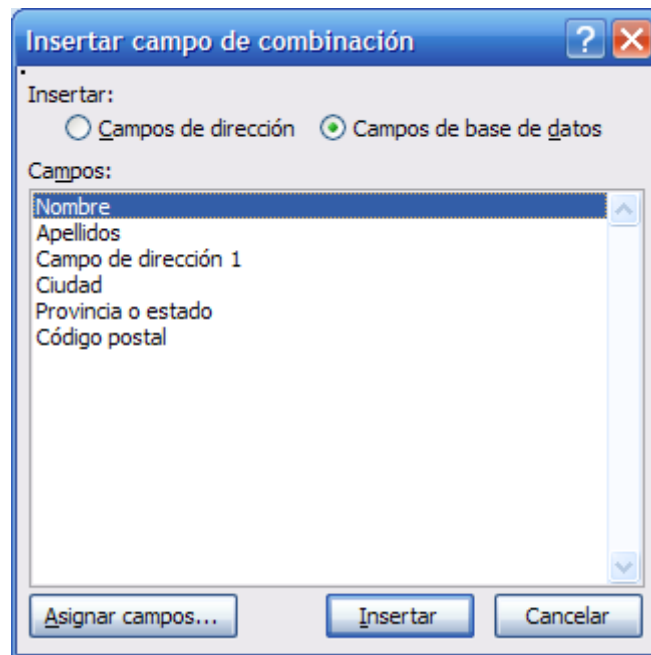 Insertar campo de combinación ?
Insertar:
Campos de dirección Campos de base de datos
Campos:
Nombre
Apellidos
Campo de dirección 1
Ciudad
Provincia o estado
Código postal
Asignar campos... Insertar Cancelar